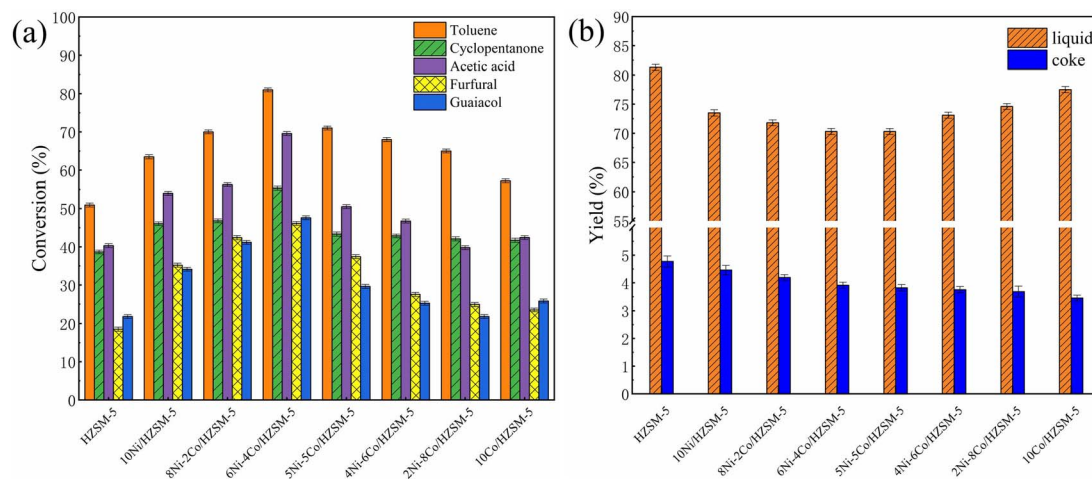 (a)
100
90
80
70
60
50
40
30
20
10
0
Conversion (%)
Toluene
Cyclopentanone
Acetic acid
Furfural
Guaiacol
HZSM-5
10Ni/HZSM-5
8Ni-2Co/HZSM-5
6Ni-4Co/HZSM-5
5Ni-5Co/HZSM-5
4Ni-6Co/HZSM-5
2Ni-8Co/HZSM-5
10Co/HZSM-5
(b)
90
85
80
75
70
65
60
55
5
4
3
2
1
0
Yield (%)
liquid
coke
HZSM-5
10Ni/HZSM-5
8Ni-2Co/HZSM-5
6Ni-4Co/HZSM-5
5Ni-5Co/HZSM-5
4Ni-6Co/HZSM-5
2Ni-8Co/HZSM-5
10Co/HZSM-5